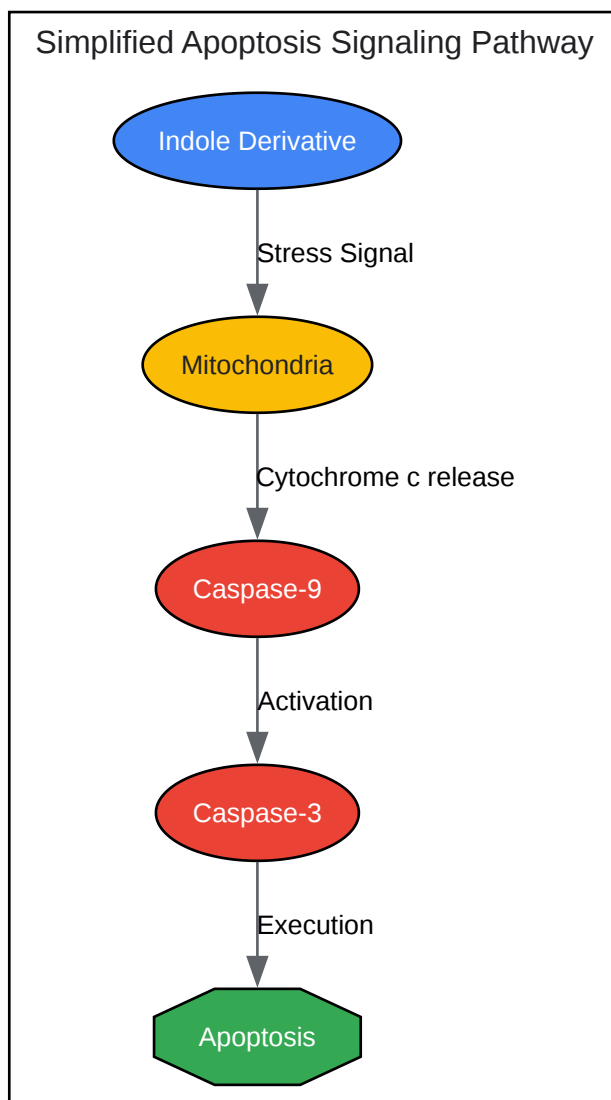 Simplified Apoptosis Signaling Pathway
Indole Derivative
Stress Signal
Mitochondria
Cytochrome c release
Caspase-9
Activation
Caspase-3
Execution
Apoptosis